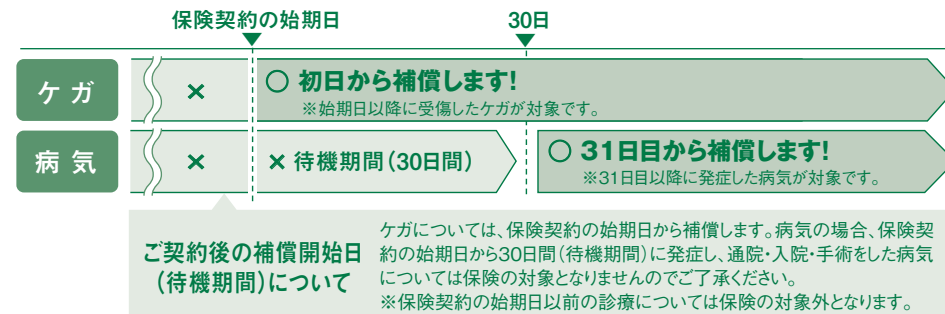 保険契約の始期日
30日
ケガ
×
○ 初日から補償します!
※始期日以降に受傷したケガが対象です。
病気
×
× 待機期間(30日間)
○ 31日目から補償します!
※31日目以降に発症した病気が対象です。
ご契約後の補償開始日
(待機期間)について
ケガについては、保険契約の始期日から補償します。病気の場合、保険契
約の始期日から30日間(待機期間)に発症し、通院・入院・手術をした病気
については保険の対象となりませんのでご了承ください。
※保険契約の始期日以前の診療については保険の対象外となります。